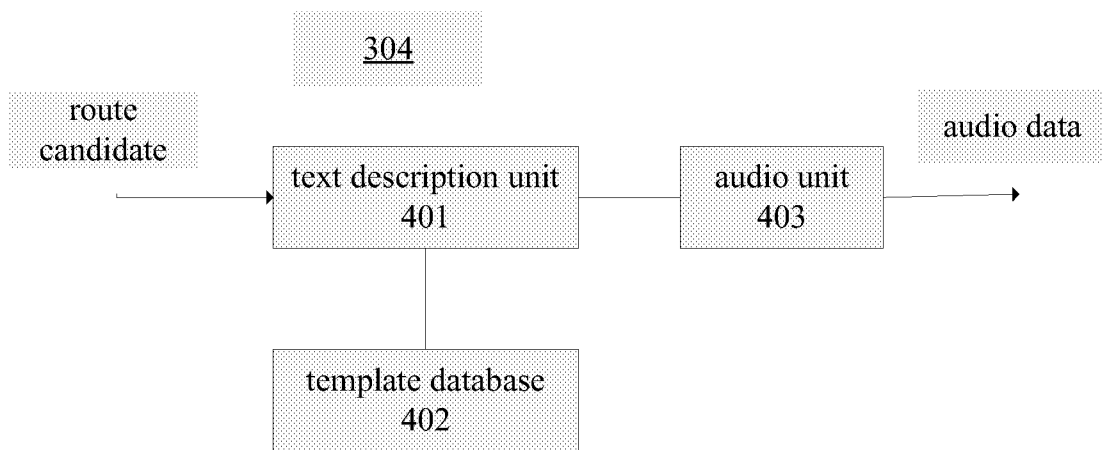 304
route
candidate
audio data
text description unit
401
audio unit
403
template database
402